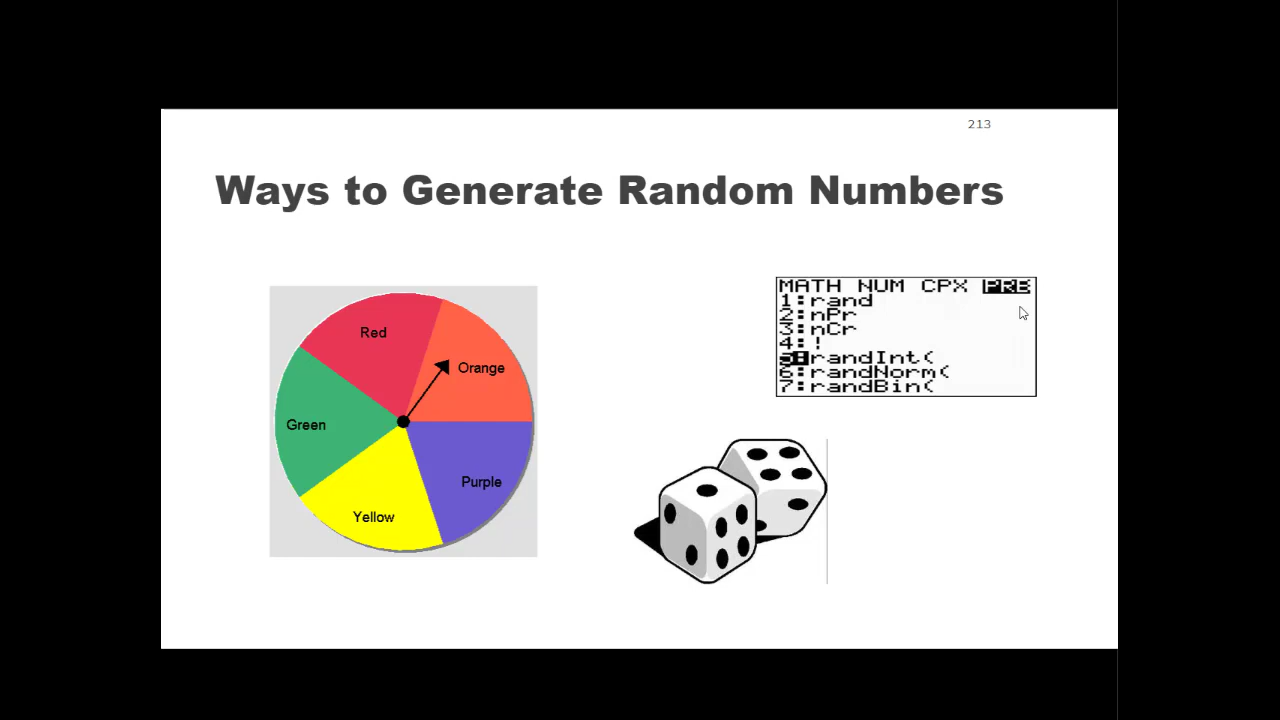 213
Ways to Generate Random Numbers
Red
Orange
Green
Purple
Yellow
MATH NUM CPX PRB
1:rand
2:nPr
3:nCr
4:!
5:randInt(
6:randNorm(
7:randBin(